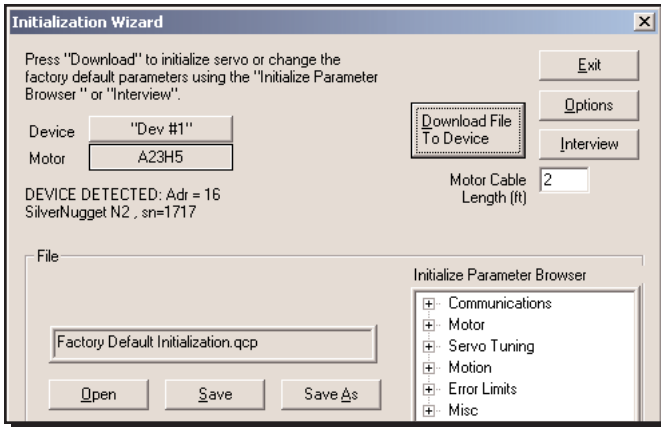 Initialization Wizard
Press "Download" to initialize servo or change the
factory default parameters using the "Initialize Parameter
Browser " or "Interview".
Exit
Options
Download File
To Device
Interview
Device "Dev #1"
Motor A23H5
Motor Cable
Length (ft) 2
DEVICE DETECTED: Adr = 16
SilverNugget N2 , sn=1717
File
Initialize Parameter Browser
Communications
Motor
Servo Tuning
Motion
Error Limits
Misc
Factory Default Initialization.qcp
Open Save Save As